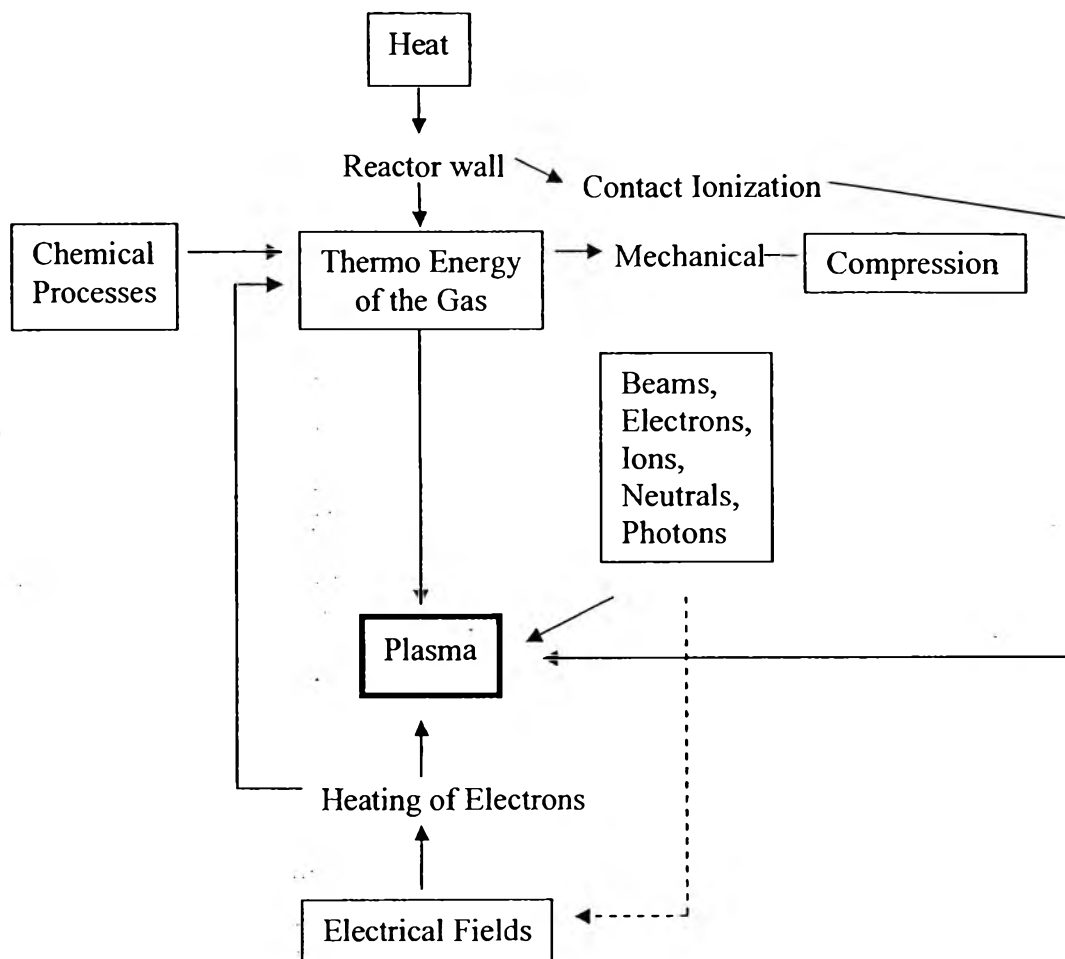 Heat
Reactor wall
Contact Ionization
Chemical
Processes
Thermo Energy
of the Gas
Mechanical
Compression
Beams,
Electrons,
Ions,
Neutrals,
Photons
Plasma
Heating of Electrons
Electrical Fields